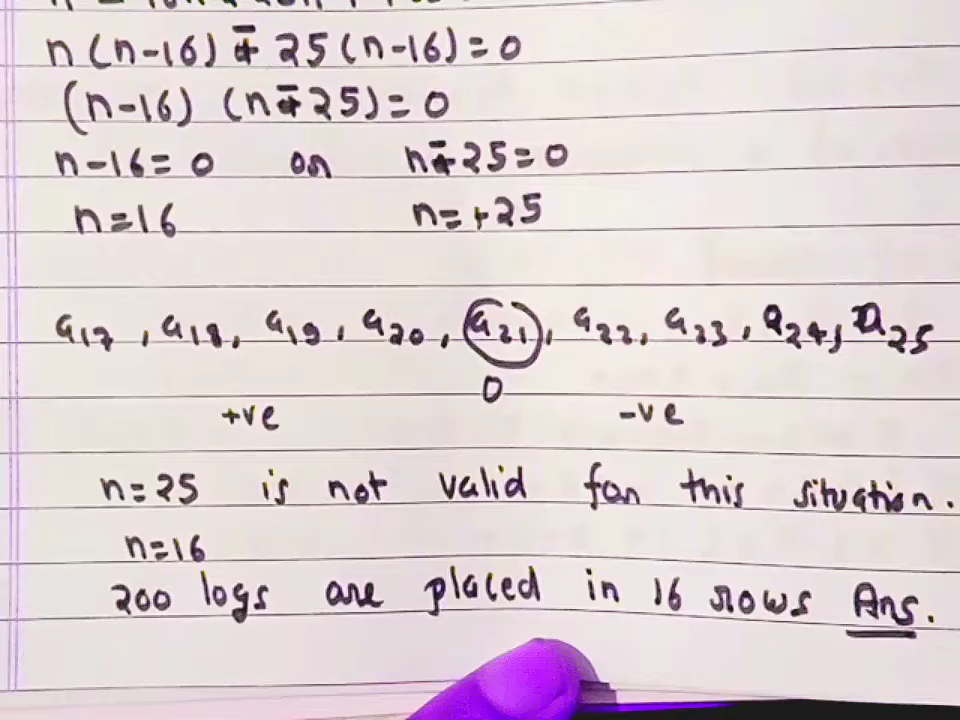 n(n-16) - 25(n-16)=0
(n-16) (n-25)=0
n-16=0 or n-25=0
n=16 n=+25
a17, a18, a19, a20, a21, a22, a23, a24, a25
0
+ve -ve
n=25 is not valid for this situation.
n=16
200 logs are placed in 16 rows Ans.